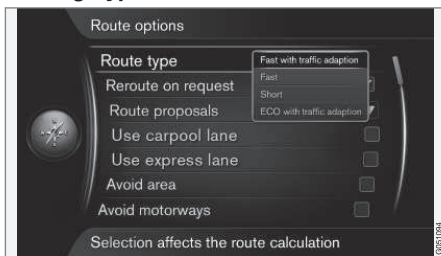 Route options
Route type
Fast with traffic adaption
Fast
Short
ECO with traffic adaption
Reroute on request
Route proposals
Use carpool lane
Use express lane
Avoid area
Avoid motorways
Selection affects the route calculation
G051094